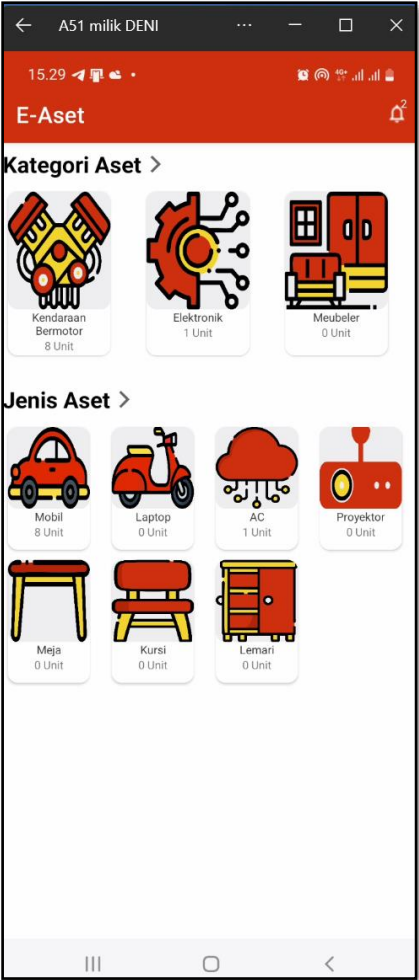 A51 milik DENI
15.29
E-Aset
2
Kategori Aset
Kendaraan
Bermotor
8 Unit
Elektronik
1 Unit
Meubeler
0 Unit
Jenis Aset
Mobil
8 Unit
Laptop
0 Unit
AC
1 Unit
Proyektor
0 Unit
Meja
0 Unit
Kursi
0 Unit
Lemari
0 Unit